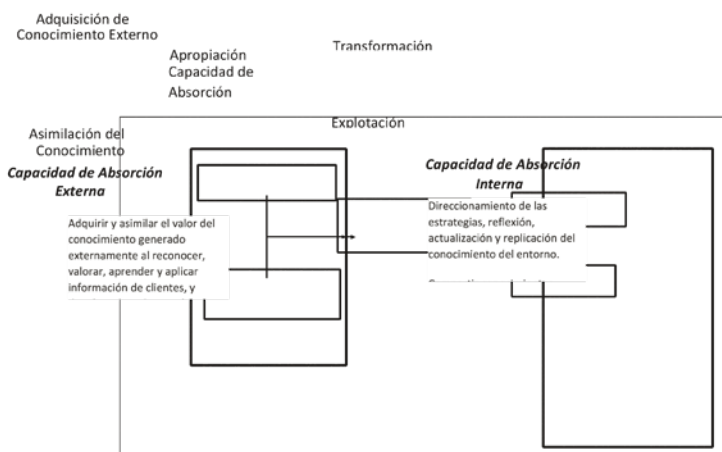 Adquisición de
Conocimiento Externo
Apropiación
Capacidad de
Absorción
Transformación
Explotación
Asimilación del
Conocimiento
Capacidad de Absorción
Externa
Adquirir y asimilar el valor del
conocimiento generado
externamente al reconocer,
valorar, aprender y aplicar
información de clientes, y
Capacidad de Absorción
Interna
Direccionamiento de las
estrategias, reflexión,
actualización y replicación del
conocimiento del entorno.